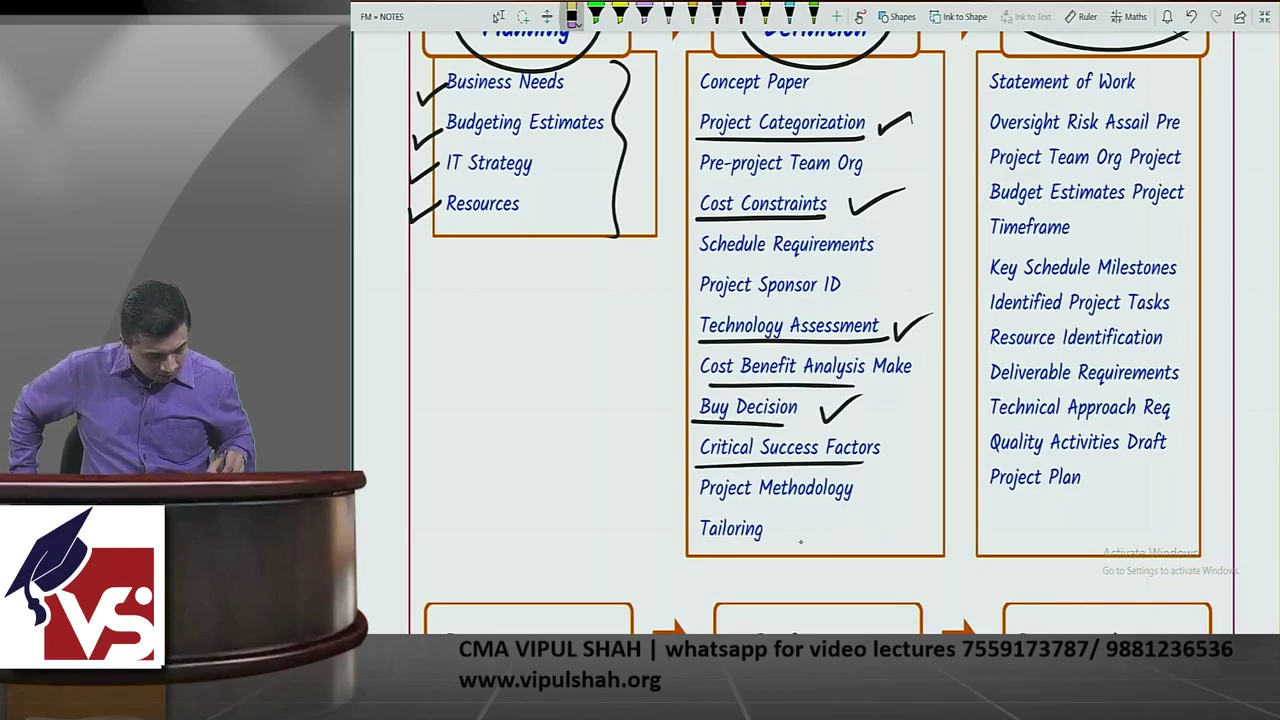 FM » NOTES
Shapes
Ink to Shape
Ink to Text
Ruler
Maths
Planning
Definition
Business Needs
Budgeting Estimates
IT Strategy
Resources
Concept Paper
Project Categorization
Pre-project Team Org
Cost Constraints
Schedule Requirements
Project Sponsor ID
Technology Assessment
Cost Benefit Analysis Make
Buy Decision
Critical Success Factors
Project Methodology
Tailoring
Statement of Work
Oversight Risk Assail Pre
Project Team Org Project
Budget Estimates Project
Timeframe
Key Schedule Milestones
Identified Project Tasks
Resource Identification
Deliverable Requirements
Technical Approach Req
Quality Activities Draft
Project Plan
Activate Windows
Go to Settings to activate Windows.
VS
CMA VIPUL SHAH | whatsapp for video lectures 7559173787/ 9881236536
www.vipulshah.org